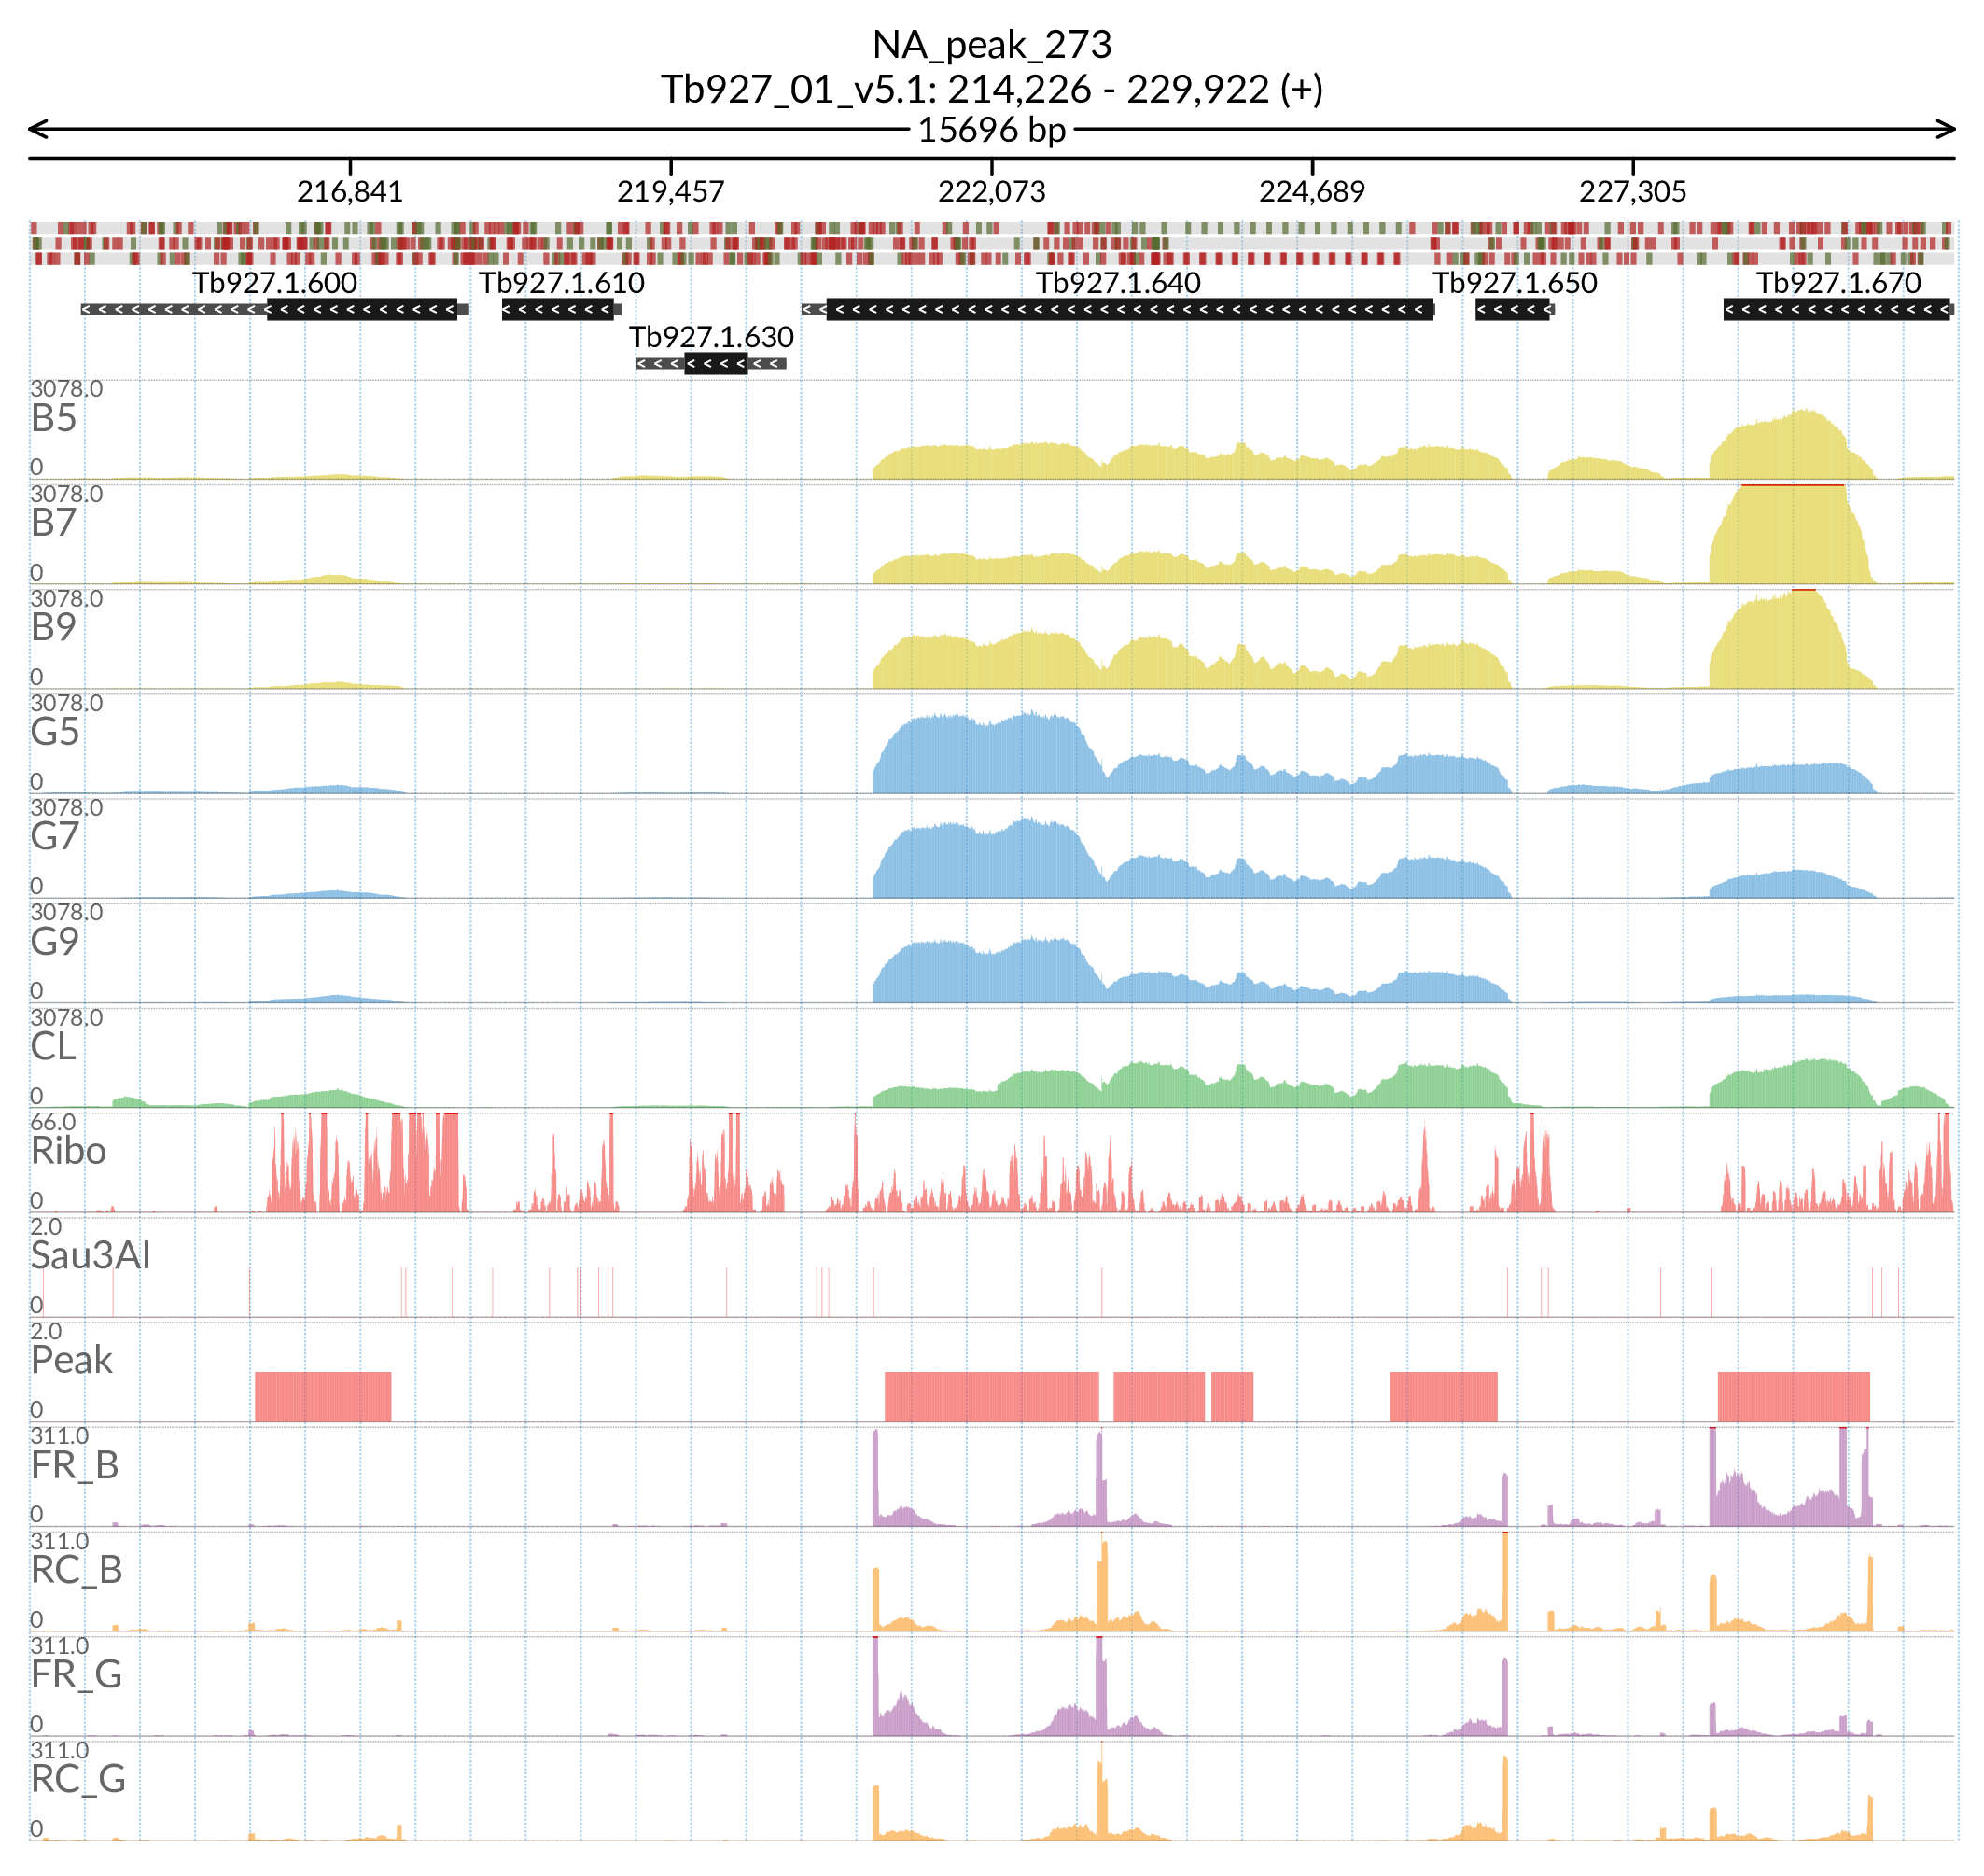 NA_peak_273
Tb927_01_v5.1: 214,226 - 229,922 (+)
15696 bp
216,841 219,457 222,073 224,689 227,305
Tb927.1.600 Tb927.1.610 Tb927.1.640 Tb927.1.650 Tb927.1.670
Tb927.1.630
3078.0
B5
0
3078.0
B7
0
3078.0
B9
0
3078.0
G5
0
3078.0
G7
0
3078.0
G9
0
3078.0
CL
0
66.0
Ribo
0
2.0
Sau3AI
0
2.0
Peak
0
311.0
FR_B
0
311.0
RC_B
0
311.0
FR_G
0
311.0
RC_G
0